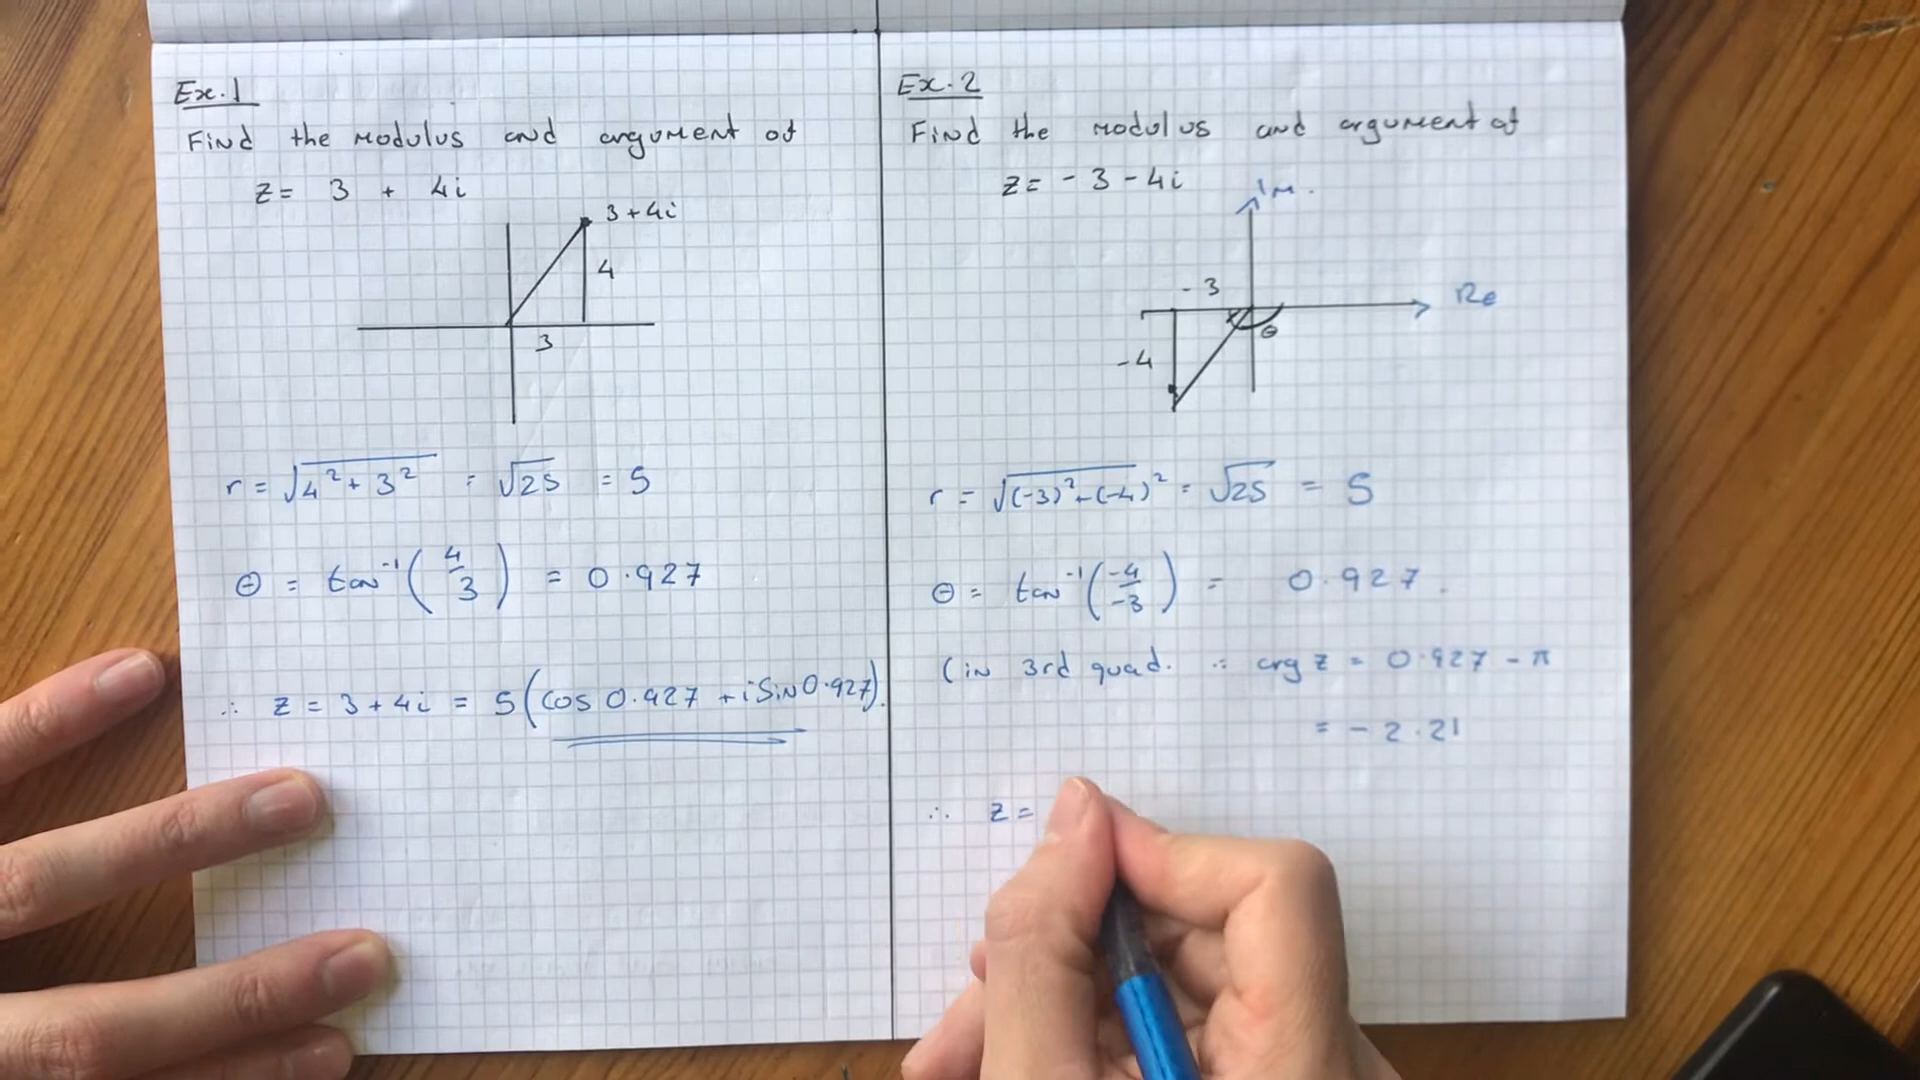 Ex.1
Find the modulus and argument of
z = 3 + 4i
3+4i
4
3
r = √(4² + 3²) = √25 = 5
θ = tan⁻¹(4/3) = 0.927
∴ z = 3+4i = 5(cos 0.927 + i sin 0.927).
Ex.2
Find the modulus and argument of
z = -3-4i
Im.
-3
Re
θ
-4
r = √(-3)²+(-4)² = √25 = 5
θ = tan⁻¹(-4/-3) = 0.927.
(in 3rd quad. ∴ arg z = 0.927 - π
= -2.21
∴ z =